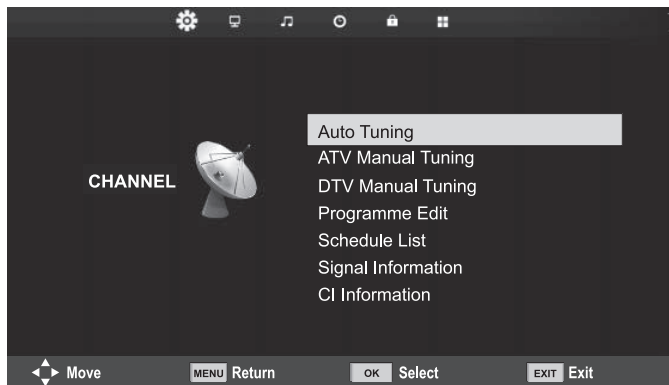 Auto Tuning
ATV Manual Tuning
CHANNEL
DTV Manual Tuning
Programme Edit
Schedule List
Signal Information
CI Information
Move MENU Return OK Select EXIT Exit